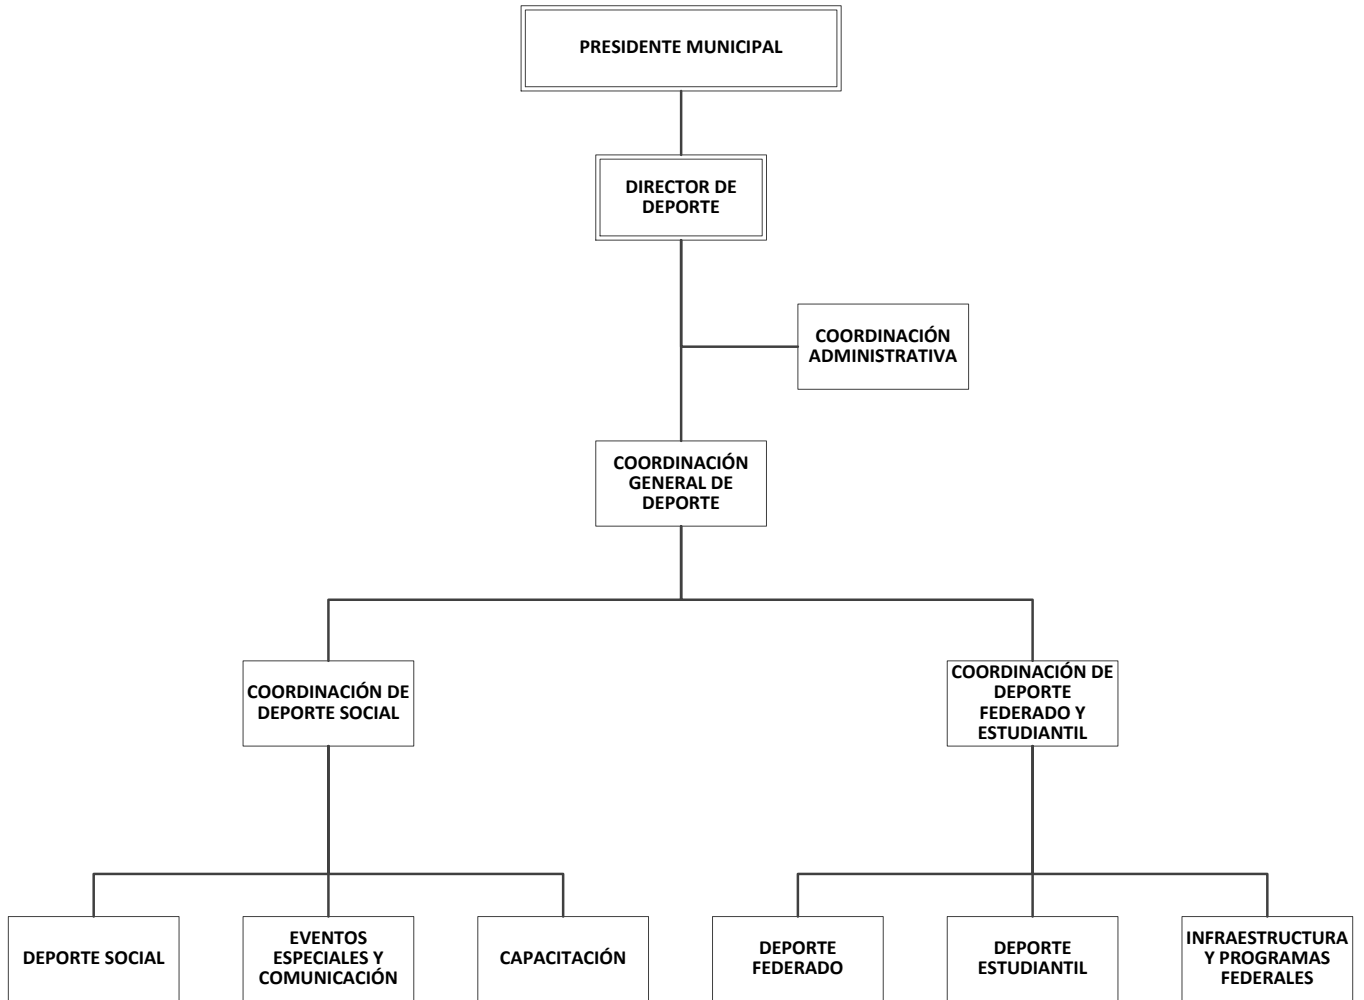 PRESIDENTE MUNICIPAL
DIRECTOR DE
DEPORTE
COORDINACIÓN
ADMINISTRATIVA
COORDINACIÓN
GENERAL DE
DEPORTE
COORDINACIÓN DE
DEPORTE SOCIAL
COORDINACIÓN DE
DEPORTE
FEDERADO Y
ESTUDIANTIL
DEPORTE SOCIAL
EVENTOS
ESPECIALES Y
COMUNICACIÓN
CAPACITACIÓN
DEPORTE
FEDERADO
DEPORTE
ESTUDIANTIL
INFRAESTRUCTURA
Y PROGRAMAS
FEDERALES